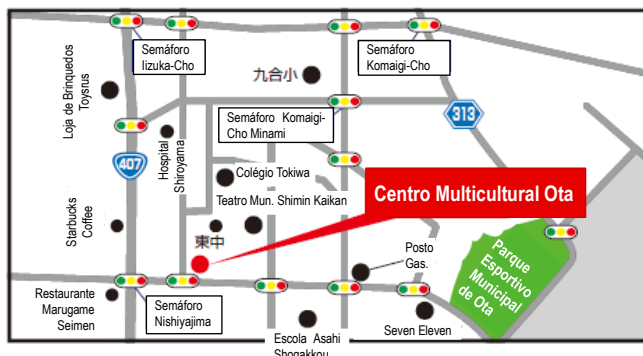 Semáforo
Iizuka-Cho
Semáforo
Komaigi-Cho
Loja de Brinquedos
Toysrus
九合小
Semáforo Komaigi-
Cho Minami
313
407
Hospital
Shiroyama
Colégio Tokiwa
Centro Multicultural Ota
Teatro Mun. Shimin Kaikan
Starbucks
Coffee
東中
Posto
Gas.
Parque
Esportivo
Municipal
de Ota
Restaurante
Marugame
Seimen
Semáforo
Nishiyajima
Seven Eleven
Escola Asahi
Shogakkou